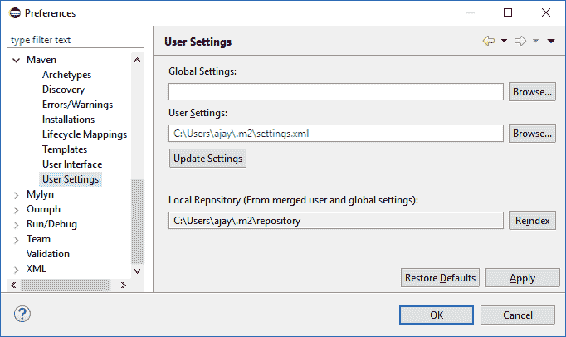 Preferences
type filter text
Maven
Archetypes
Discovery
Errors/Warnings
Installations
Lifecycle Mappings
Templates
User Interface
User Settings
Mylyn
Oomph
Run/Debug
Team
Validation
XML
User Settings
Global Settings:
Browse...
User Settings:
C:\Users\ajay\.m2\settings.xml
Browse...
Update Settings
Local Repository (From merged user and global settings):
C:\Users\ajay\.m2\repository
Reindex
Restore Defaults
Apply
?
OK
Cancel